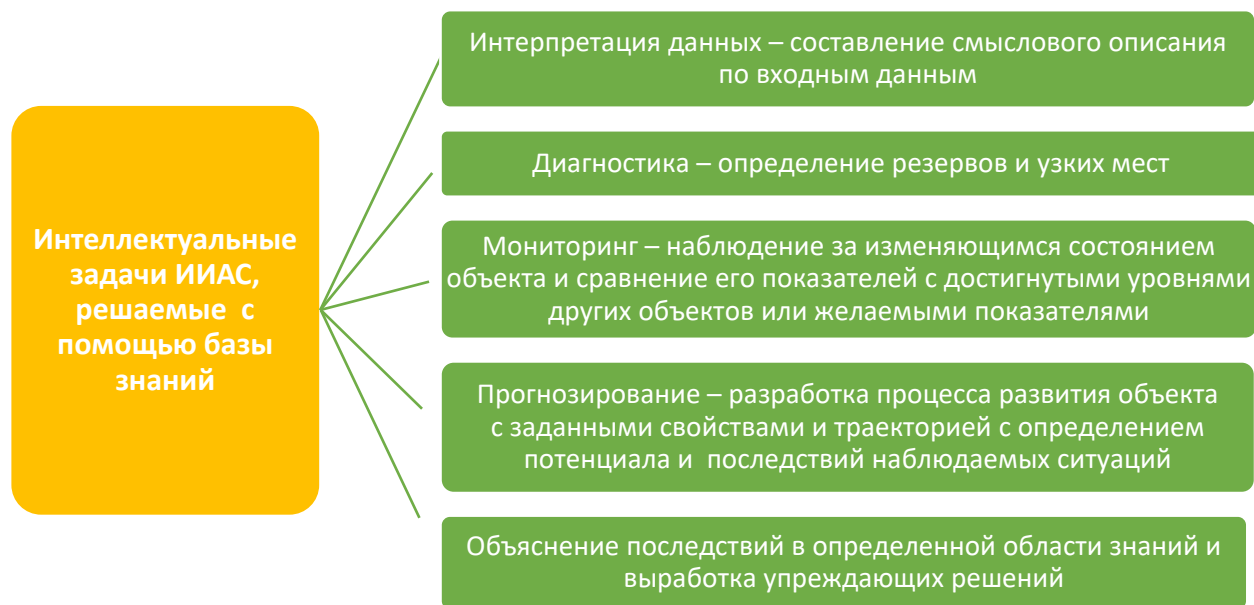 Интеллектуальные
задачи ИИАС,
решаемые  с
помощью базы
знаний
Интерпретация данных – составление смыслового описания
по входным данным
Диагностика – определение резервов и узких мест
Мониторинг – наблюдение за изменяющимся состоянием
объекта и сравнение его показателей с достигнутыми уровнями
других объектов или желаемыми показателями
Прогнозирование – разработка процесса развития объекта
с заданными свойствами и траекторией с определением
потенциала и  последствий наблюдаемых ситуаций
Объяснение последствий в определенной области знаний и
выработка упреждающих решений